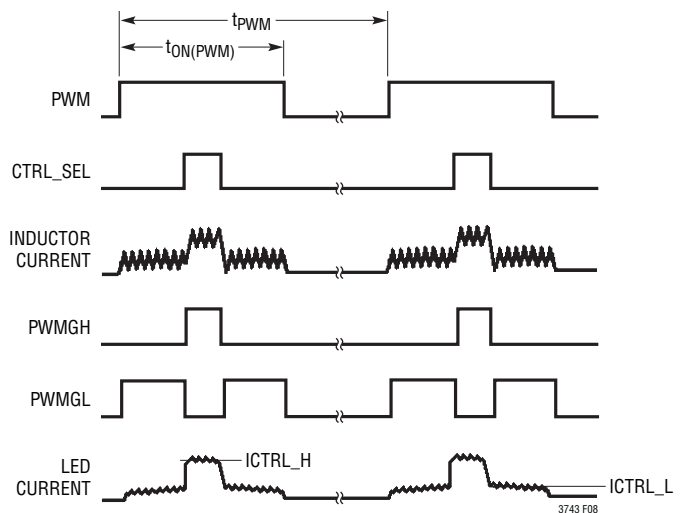 tPWM
tON(PWM)
PWM
CTRL_SEL
INDUCTOR
CURRENT
PWMGH
PWMGL
LED
CURRENT
ICTRL_H
ICTRL_L
3743 F08